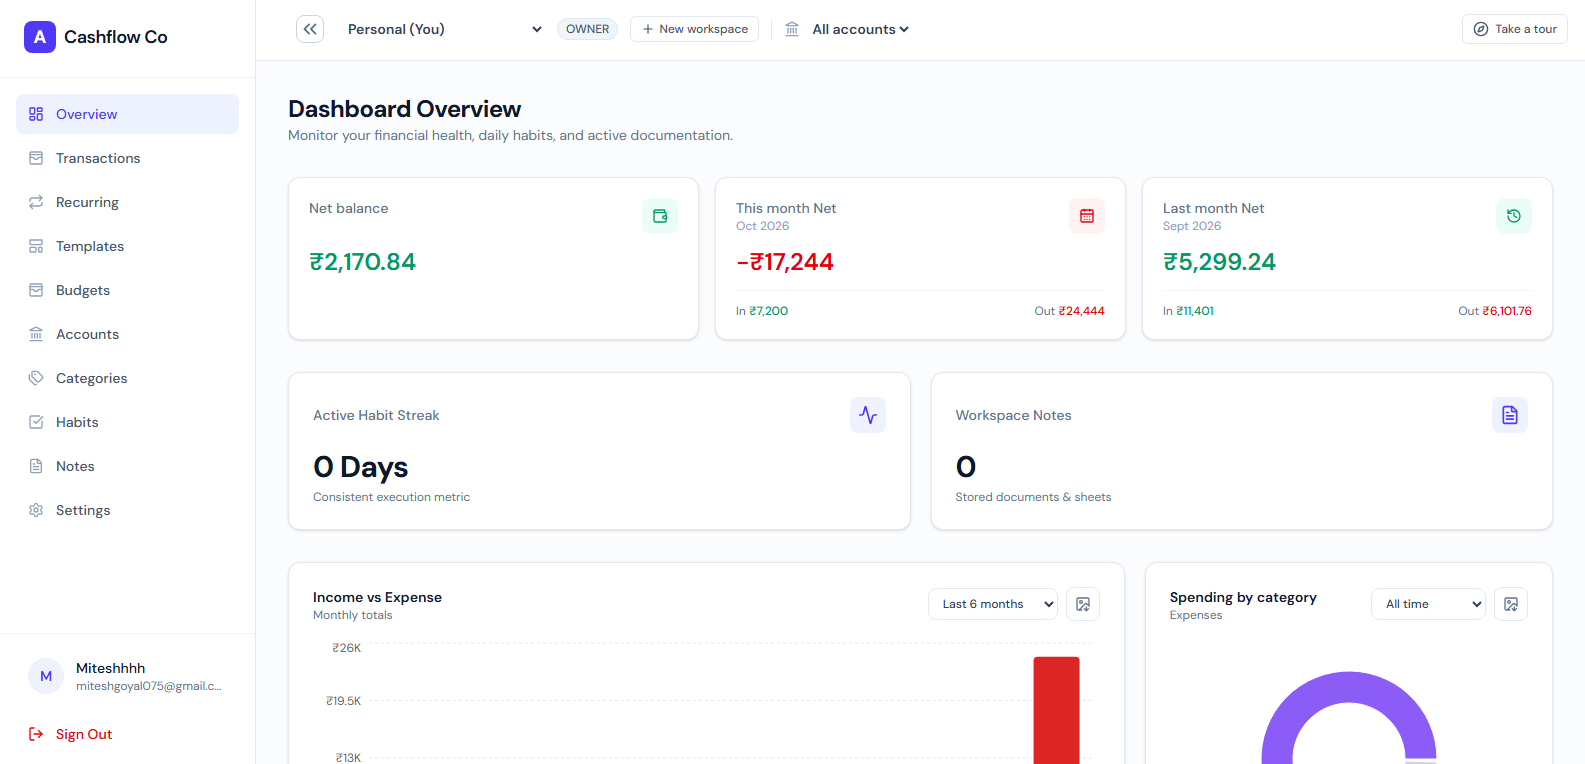 A Cashflow Co
Overview
Transactions
Recurring
Templates
Budgets
Accounts
Categories
Habits
Notes
Settings
M
Miteshhhh
miteshgoyal075@gmail.c...
Sign Out
Personal (You)
OWNER
+ New workspace
All accounts
Take a tour
Dashboard Overview
Monitor your financial health, daily habits, and active documentation.
Net balance
₹2,170.84
This month Net
Oct 2026
-₹17,244
In ₹7,200
Out ₹24,444
Last month Net
Sept 2026
₹5,299.24
In ₹11,401
Out ₹6,101.76
Active Habit Streak
0 Days
Consistent execution metric
Workspace Notes
0
Stored documents & sheets
Income vs Expense
Monthly totals
Last 6 months
₹26K
₹19.5K
₹13K
Spending by category
Expenses
All time